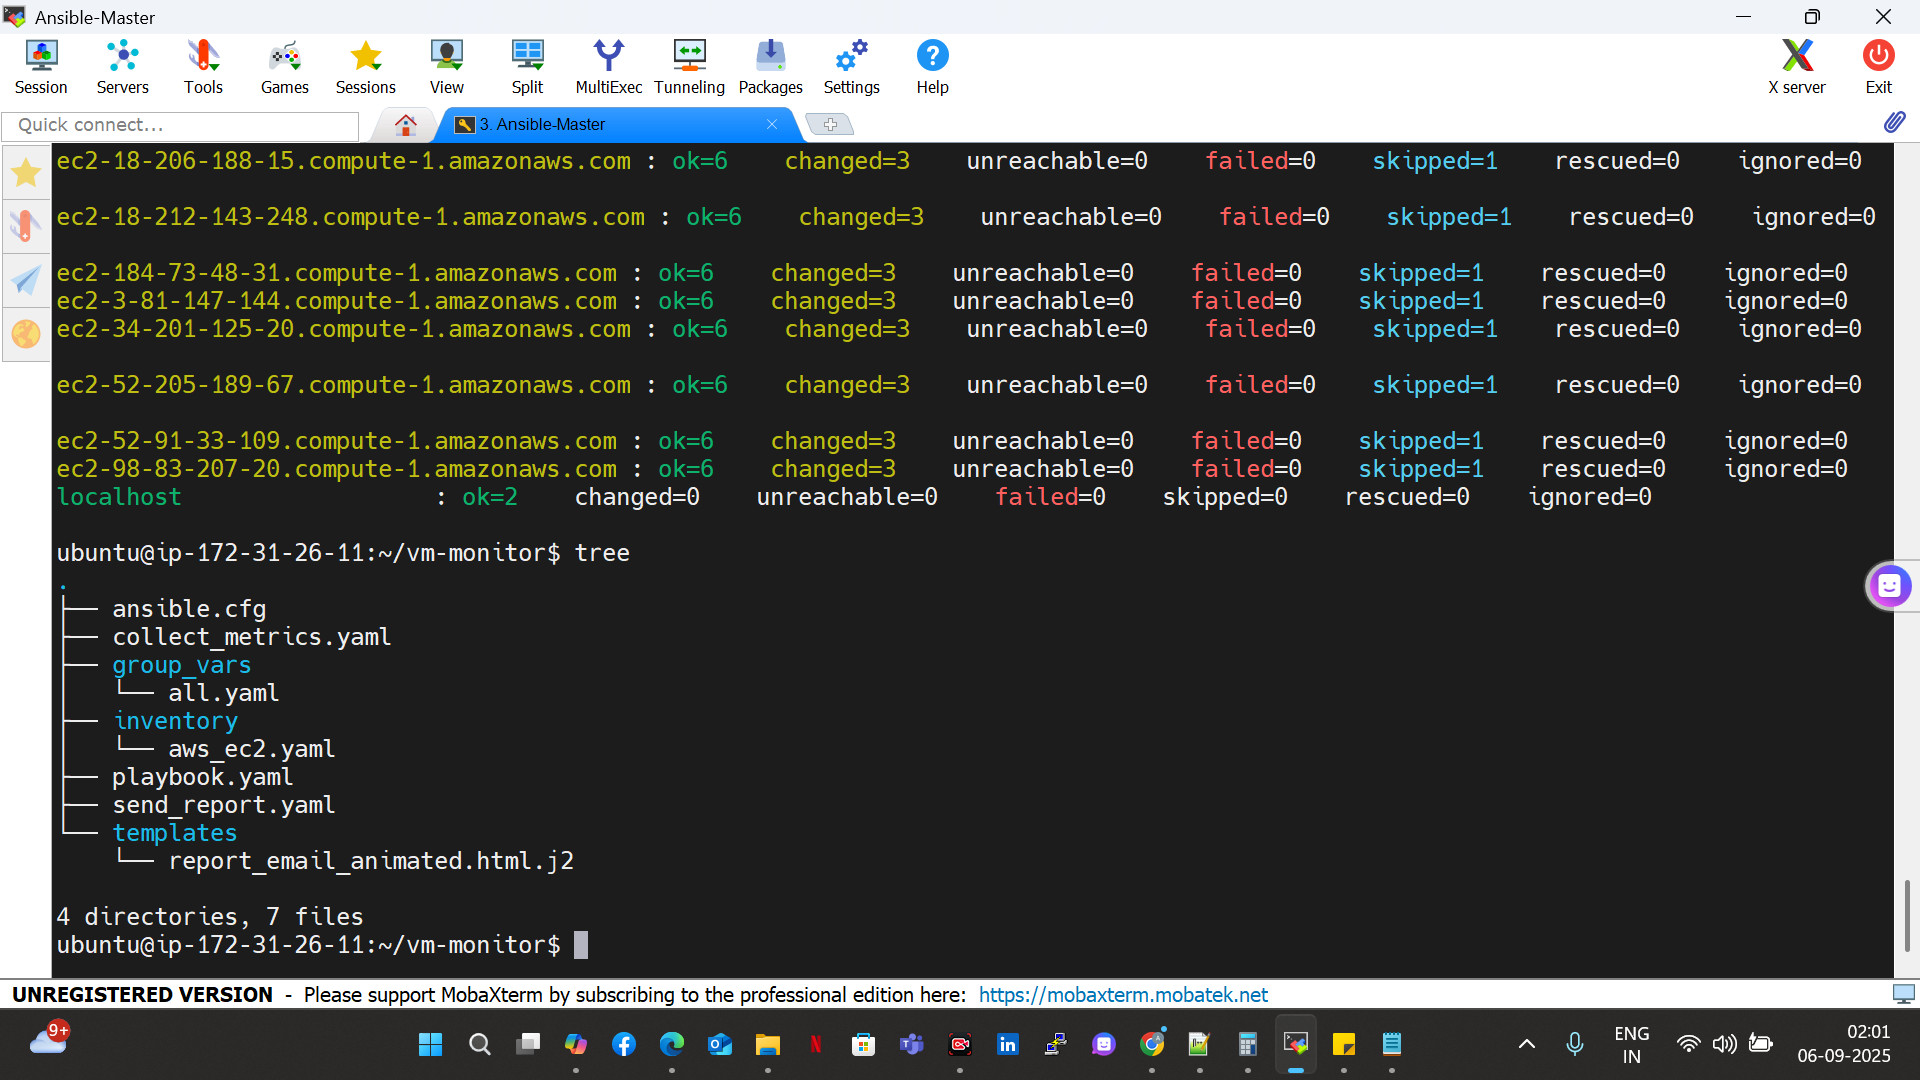 Ansible-Master
Session Servers Tools Games Sessions View Split MultiExec Tunneling Packages Settings Help X server Exit
Quick connect... 3. Ansible-Master
ec2-18-206-188-15.compute-1.amazonaws.com : ok=6    changed=3    unreachable=0    failed=0    skipped=1    rescued=0    ignored=0
ec2-18-212-143-248.compute-1.amazonaws.com : ok=6    changed=3    unreachable=0    failed=0    skipped=1    rescued=0    ignored=0
ec2-184-73-48-31.compute-1.amazonaws.com : ok=6    changed=3    unreachable=0    failed=0    skipped=1    rescued=0    ignored=0
ec2-3-81-147-144.compute-1.amazonaws.com : ok=6    changed=3    unreachable=0    failed=0    skipped=1    rescued=0    ignored=0
ec2-34-201-125-20.compute-1.amazonaws.com : ok=6    changed=3    unreachable=0    failed=0    skipped=1    rescued=0    ignored=0
ec2-52-205-189-67.compute-1.amazonaws.com : ok=6    changed=3    unreachable=0    failed=0    skipped=1    rescued=0    ignored=0
ec2-52-91-33-109.compute-1.amazonaws.com : ok=6    changed=3    unreachable=0    failed=0    skipped=1    rescued=0    ignored=0
ec2-98-83-207-20.compute-1.amazonaws.com : ok=6    changed=3    unreachable=0    failed=0    skipped=1    rescued=0    ignored=0
localhost                  : ok=2    changed=0    unreachable=0    failed=0    skipped=0    rescued=0    ignored=0
ubuntu@ip-172-31-26-11:~/vm-monitor$ tree
.
├── ansible.cfg
├── collect_metrics.yaml
├── group_vars
│   └── all.yaml
├── inventory
│   └── aws_ec2.yaml
├── playbook.yaml
├── send_report.yaml
└── templates
    └── report_email_animated.html.j2
4 directories, 7 files
ubuntu@ip-172-31-26-11:~/vm-monitor$
UNREGISTERED VERSION - Please support MobaXterm by subscribing to the professional edition here: https://mobaxterm.mobatek.net
9+ ENG 02:01
IN 06-09-2025